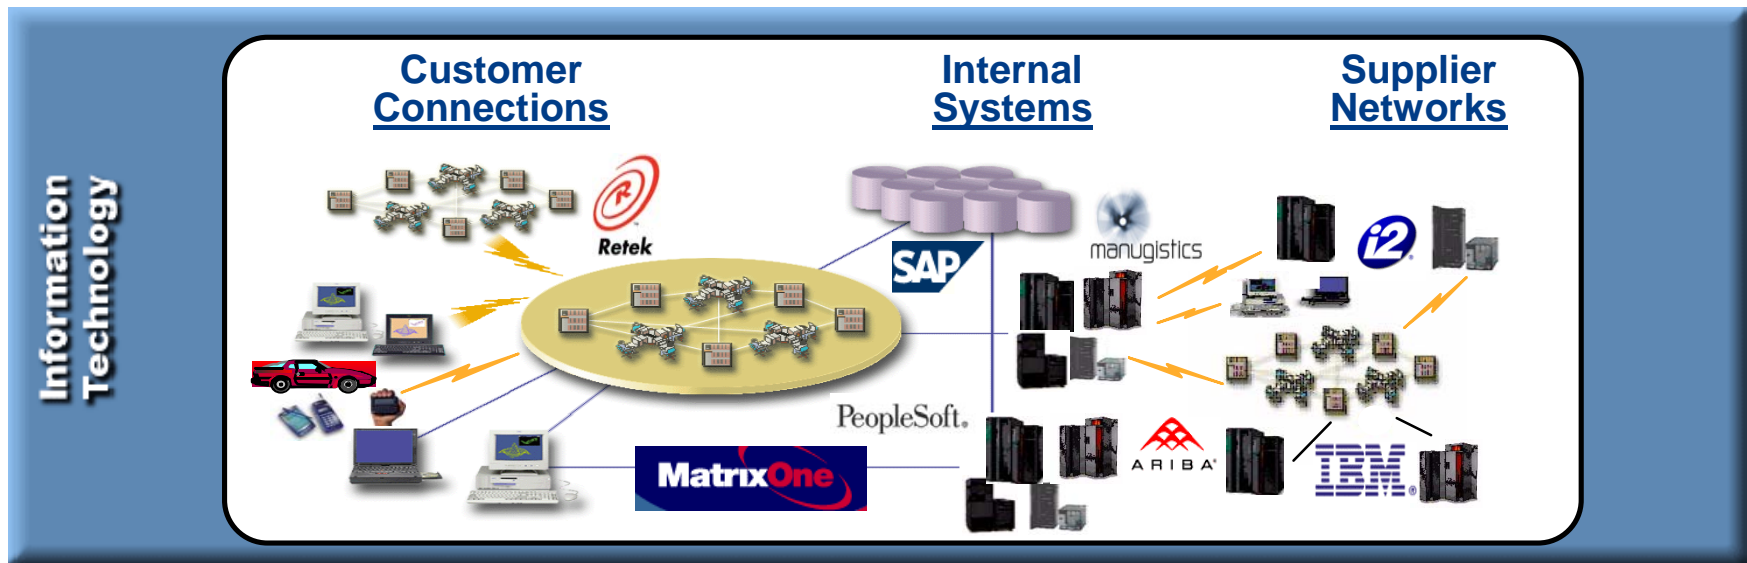 Information
Technology
Customer
Connections
Internal
Systems
Supplier
Networks
R
Retek
SAP
manugistics
i2
PeopleSoft.
MatrixOne
ARIBA
IBM